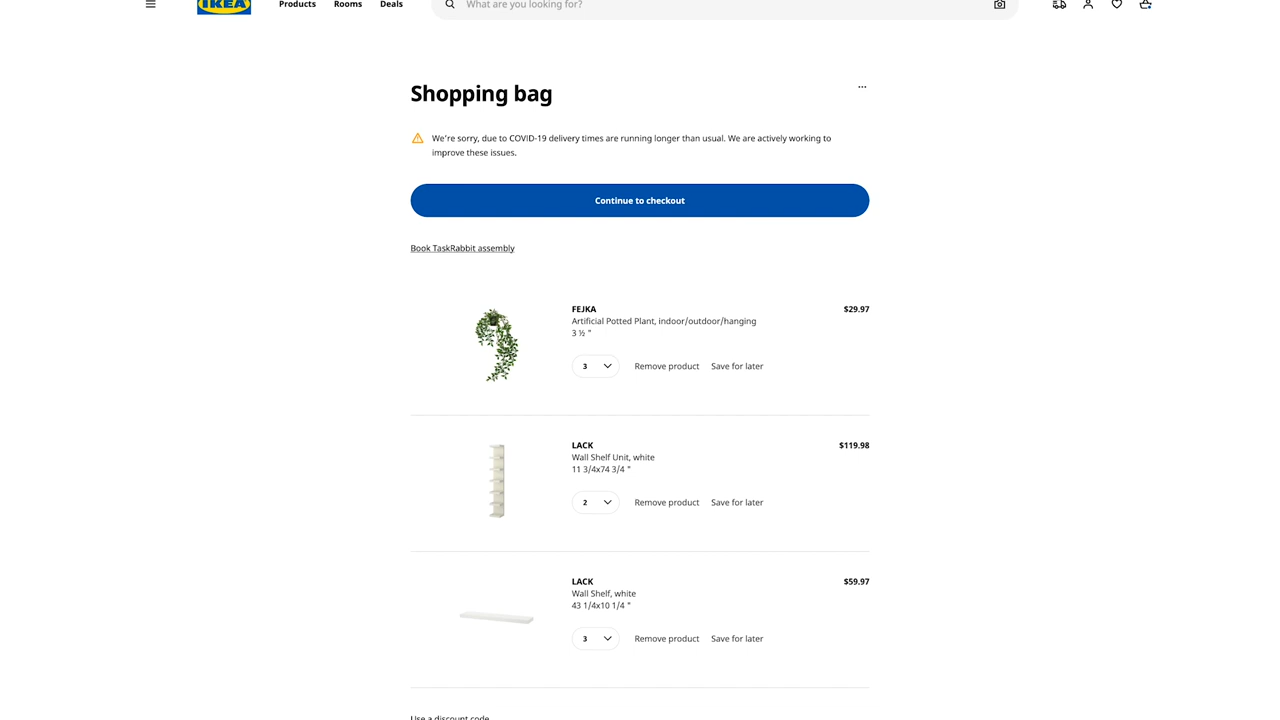 IKEA
Products Rooms Deals
What are you looking for?
Shopping bag
...
We're sorry, due to COVID-19 delivery times are running longer than usual. We are actively working to
improve these issues.
Continue to checkout
Book TaskRabbit assembly
FEJKA $29.97
Artificial Potted Plant, indoor/outdoor/hanging
3 ½ "
3 Remove product Save for later
LACK $119.98
Wall Shelf Unit, white
11 3/4x74 3/4 "
2 Remove product Save for later
LACK $59.97
Wall Shelf, white
43 1/4x10 1/4 "
3 Remove product Save for later
Use a discount code